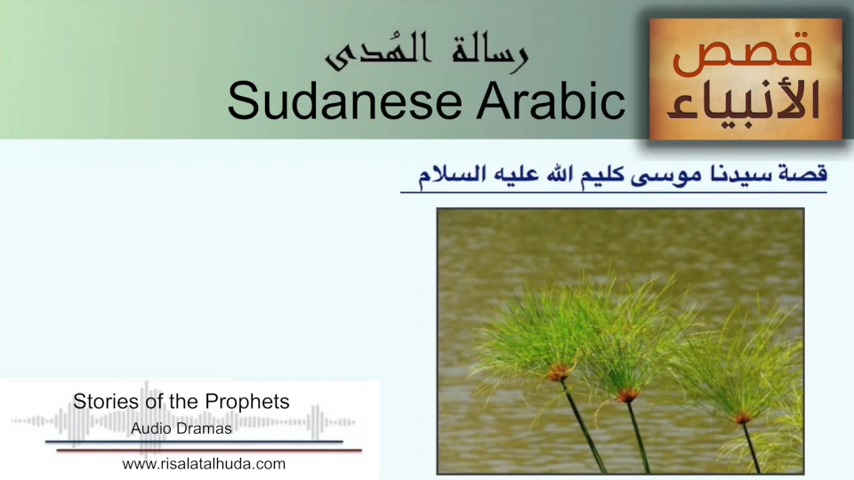 رسالة الهُدى
Sudanese Arabic
قصص
الأنبياء
قصة سيدنا موسى كليم الله عليه السلام
Stories of the Prophets
Audio Dramas
www.risalatalhuda.com